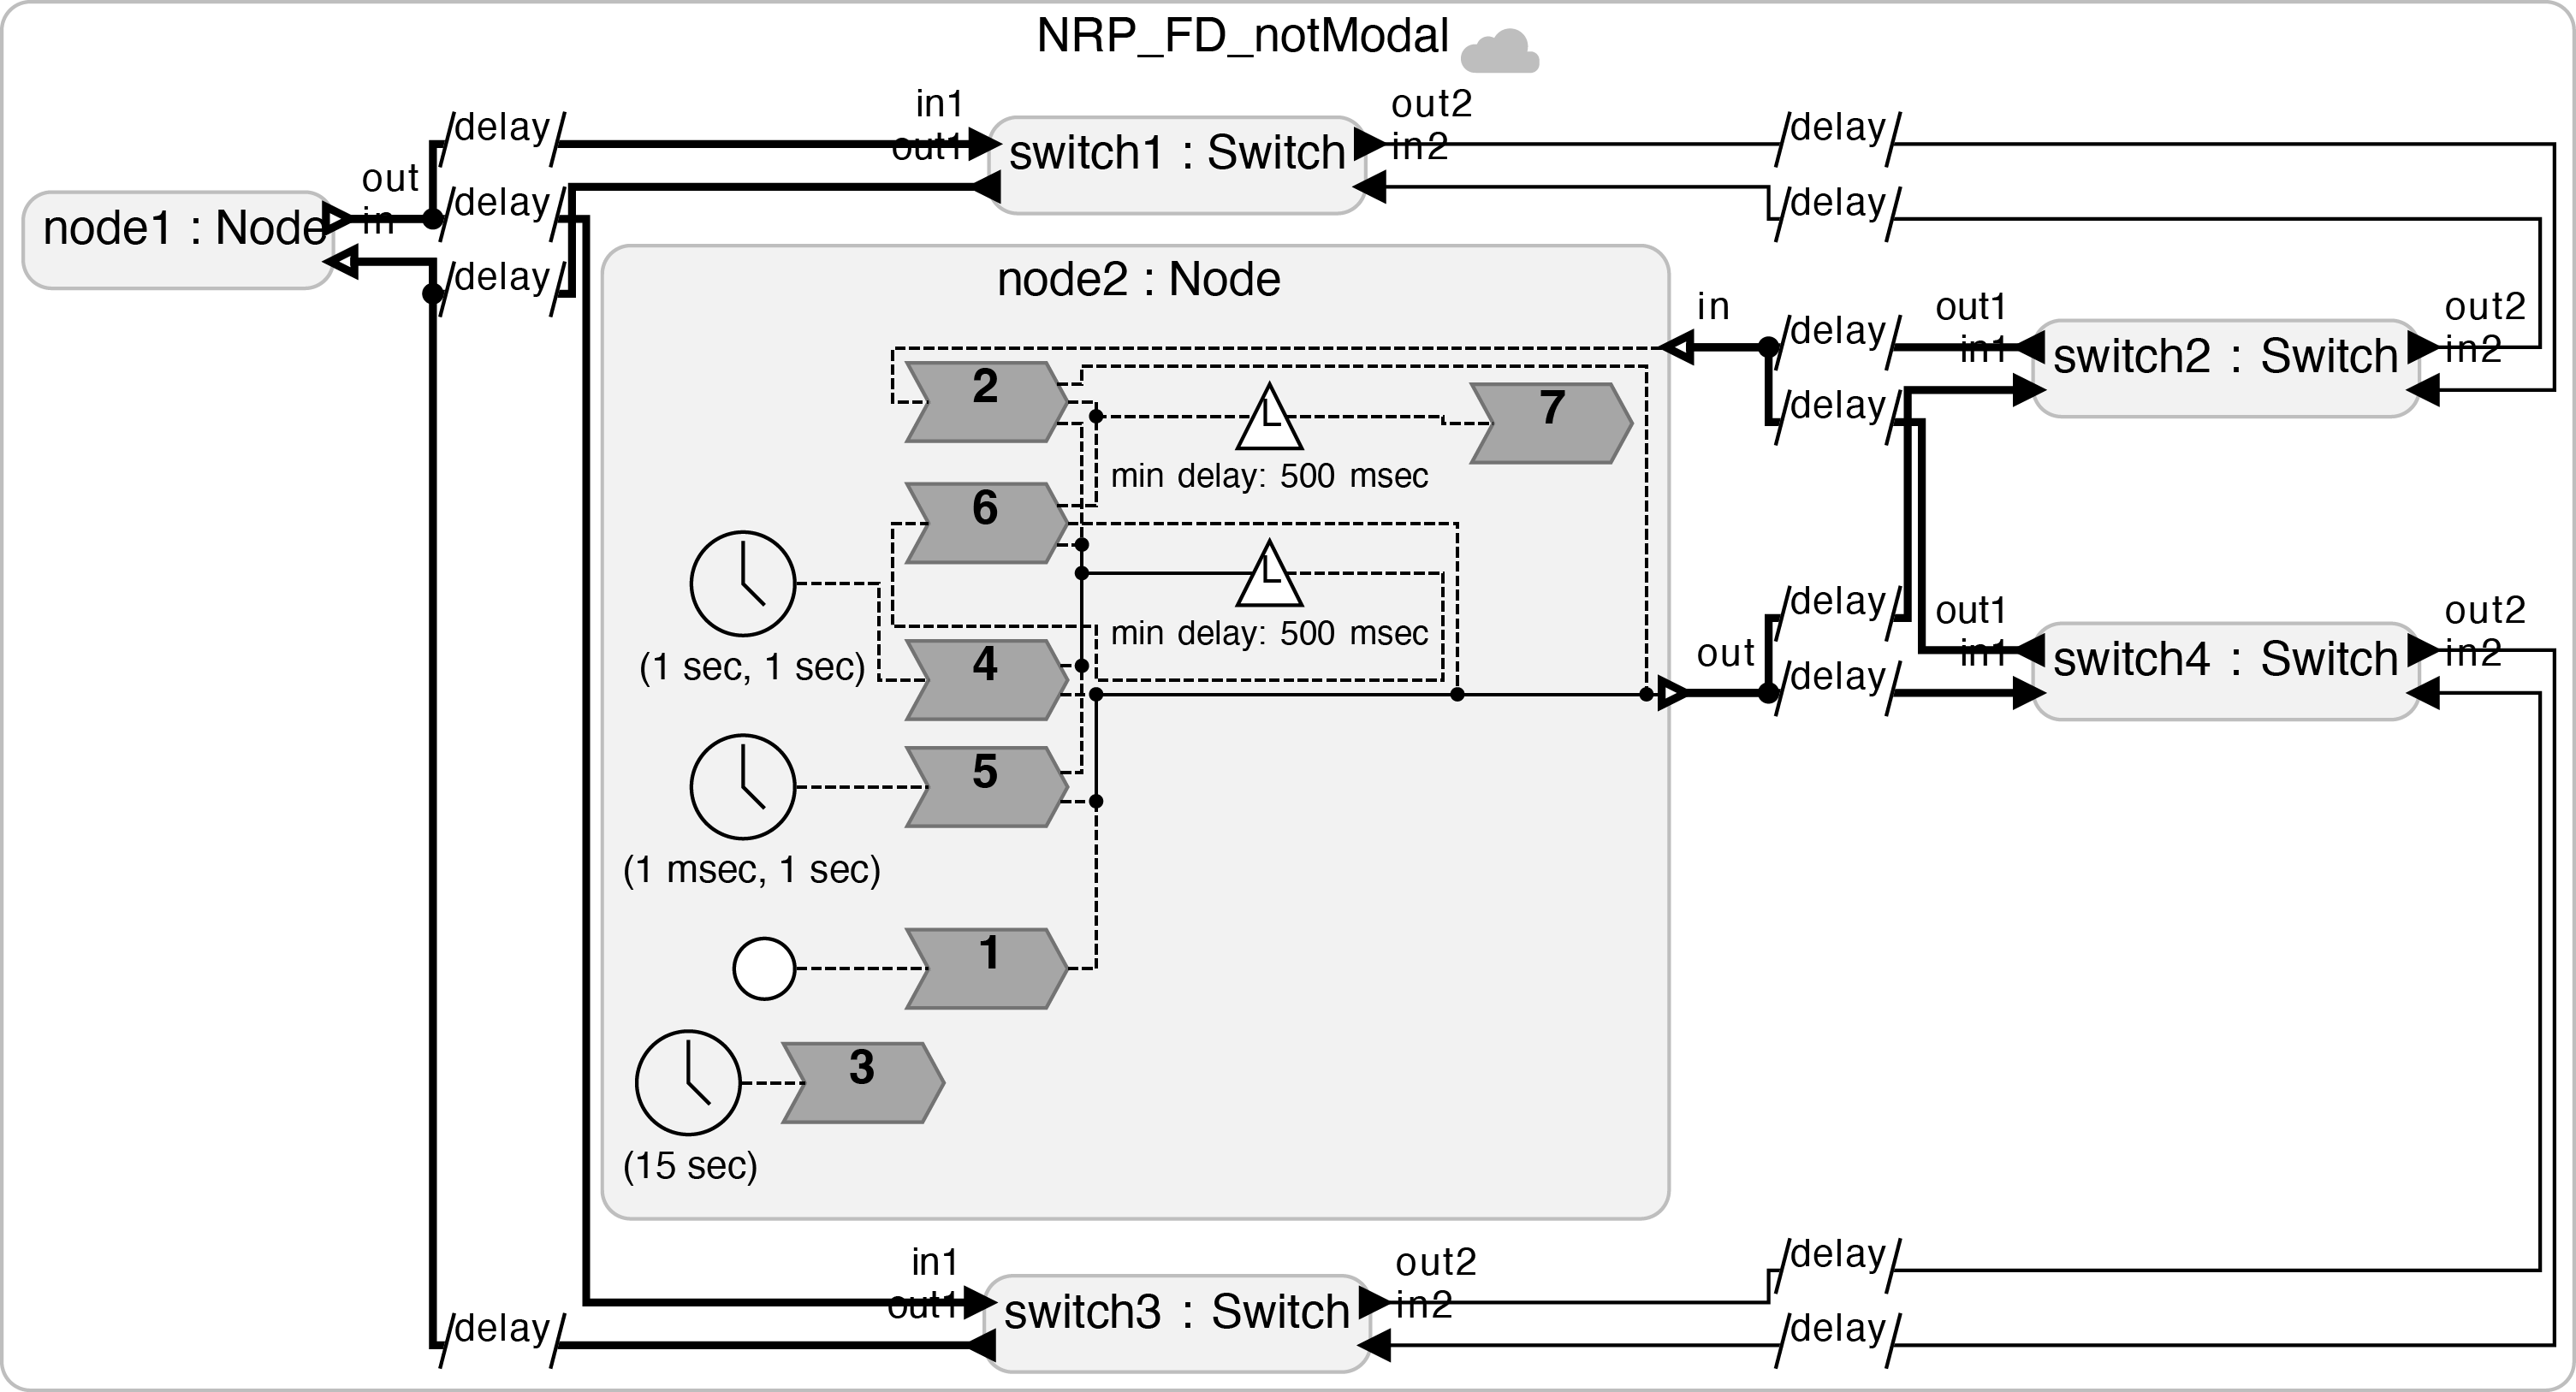 NRP_FD_notModal
delay
in1
out1
switch1 : Switch
out2
in2
delay
out
in
node1 : Node
delay
delay
delay
node2 : Node
in
delay
out1
in1
switch2 : Switch
out2
in2
2
7
delay
min delay: 500 msec
6
delay
out1
in1
switch4 : Switch
out2
in2
min delay: 500 msec
(1 sec, 1 sec)
4
out
delay
5
(1 msec, 1 sec)
1
3
(15 sec)
in1
out1
switch3 : Switch
out2
in2
delay
delay
delay